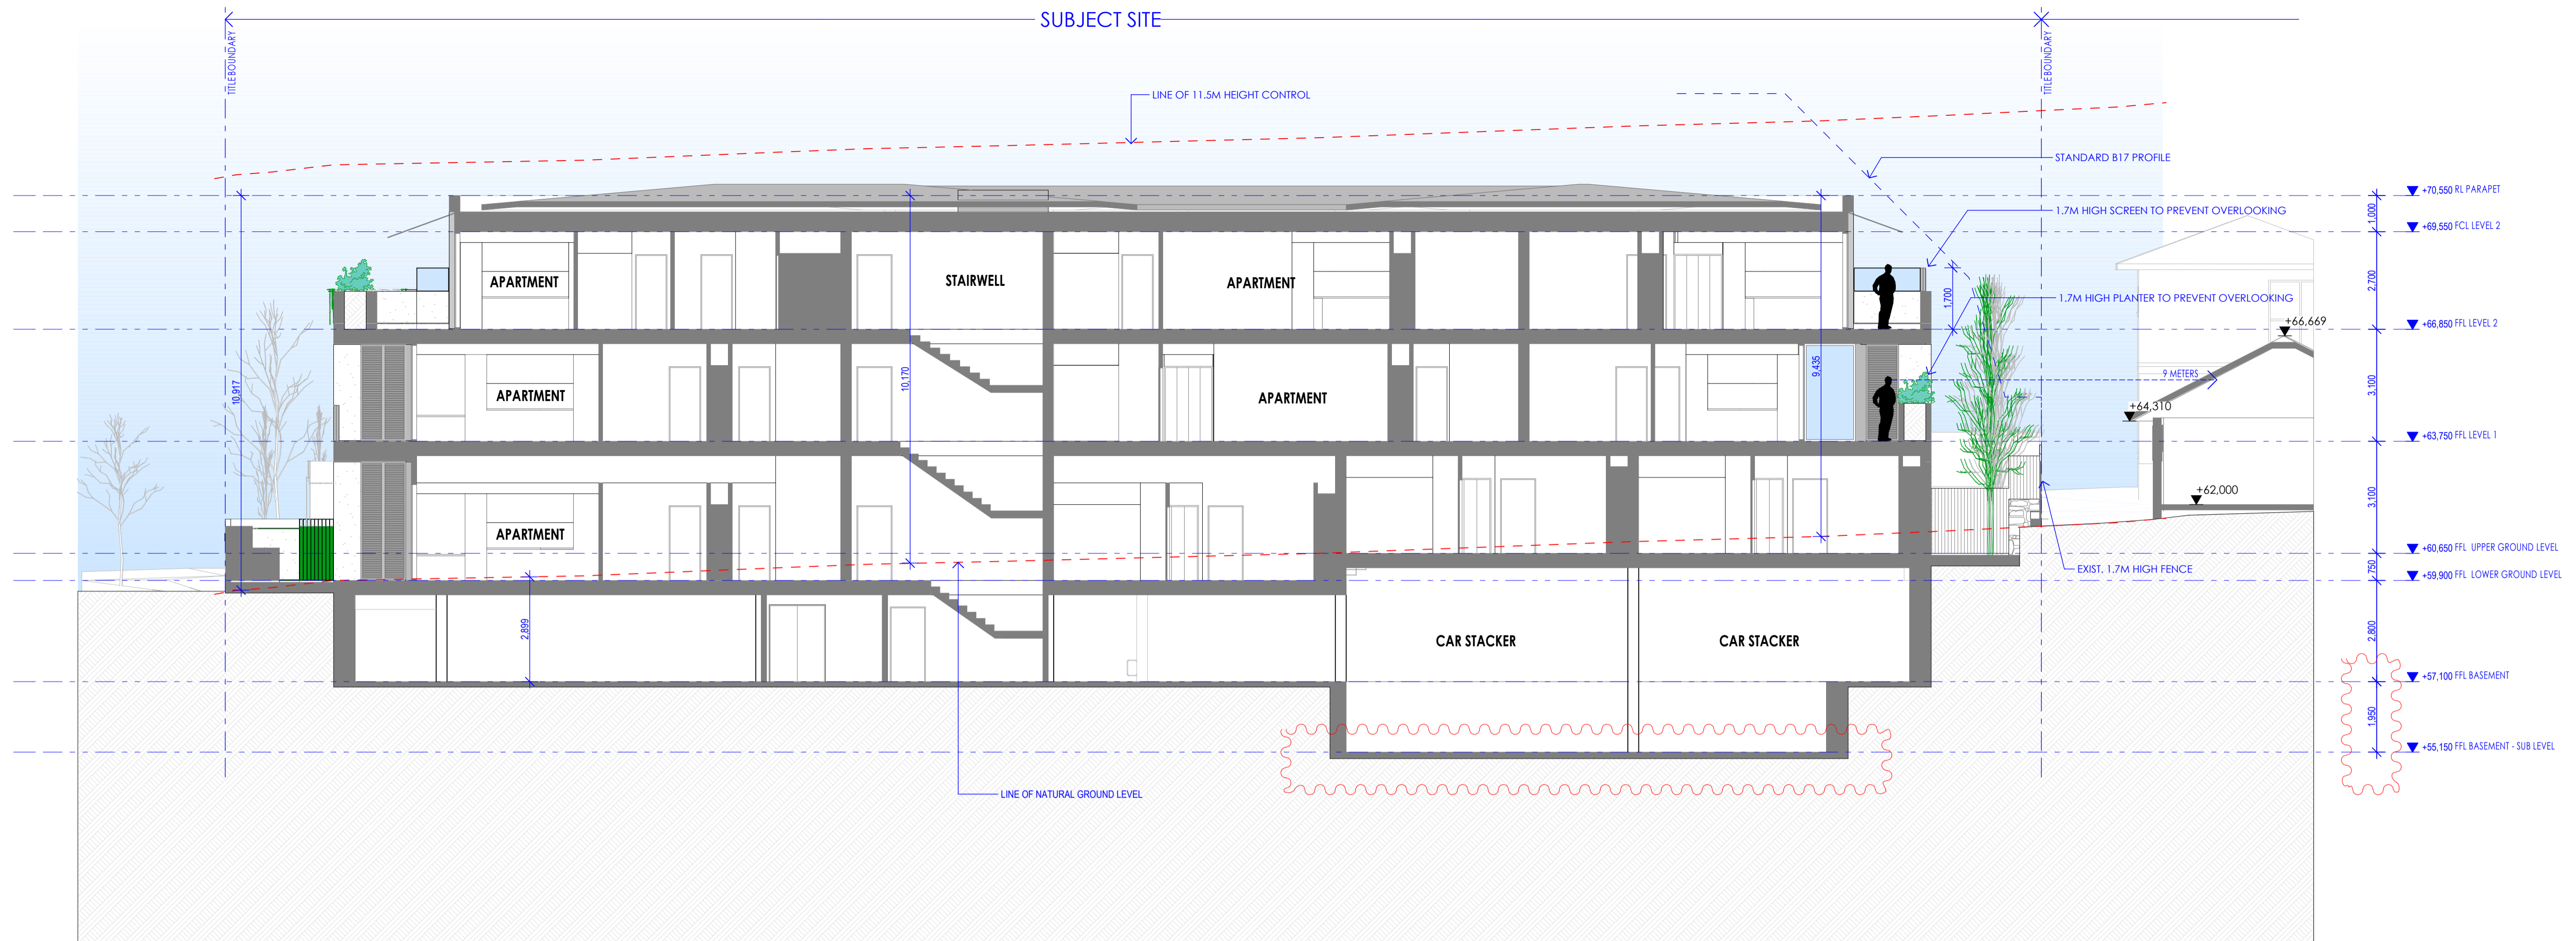 SUBJECT SITE
TITLE BOUNDARY
TITLE BOUNDARY
LINE OF 11.5M HEIGHT CONTROL
STANDARD B17 PROFILE
+70,550 RL PARAPET
1.7M HIGH SCREEN TO PREVENT OVERLOOKING
1,000
+69,550 FCL LEVEL 2
APARTMENT
STAIRWELL
APARTMENT
2,700
1,700
1.7M HIGH PLANTER TO PREVENT OVERLOOKING
+66,669
+66,850 FFL LEVEL 2
10,917
10,170
9,435
9 METERS
3,100
APARTMENT
APARTMENT
+64,310
+63,750 FFL LEVEL 1
+62,000
3,100
APARTMENT
+60,650 FFL UPPER GROUND LEVEL
750
EXIST. 1.7M HIGH FENCE
+59,900 FFL LOWER GROUND LEVEL
2,899
CAR STACKER
CAR STACKER
2,800
+57,100 FFL BASEMENT
1,950
+55,150 FFL BASEMENT - SUB LEVEL
LINE OF NATURAL GROUND LEVEL